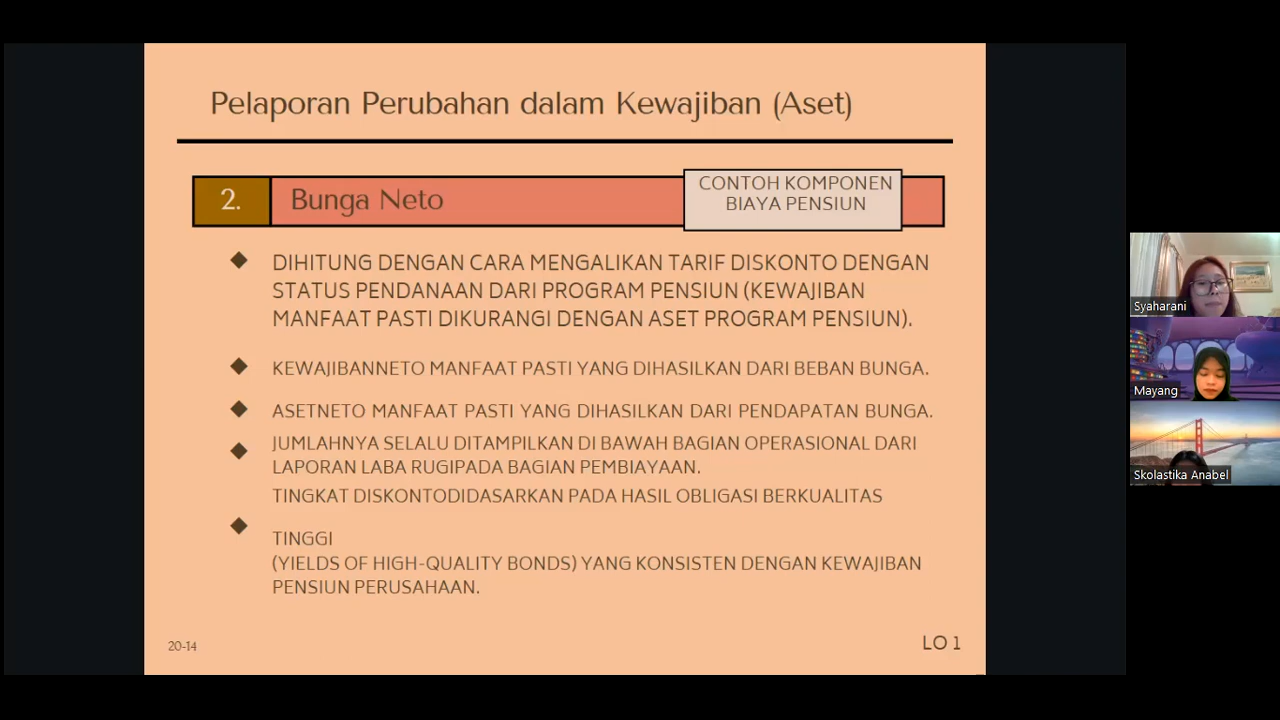 Pelaporan Perubahan dalam Kewajiban (Aset)
2.
Bunga Neto
CONTOH KOMPONEN
BIAYA PENSIUN
DIHITUNG DENGAN CARA MENGALIKAN TARIF DISKONTO DENGAN
STATUS PENDANAAN DARI PROGRAM PENSIUN (KEWAJIBAN
MANFAAT PASTI DIKURANGI DENGAN ASET PROGRAM PENSIUN).
KEWAJIBANNETO MANFAAT PASTI YANG DIHASILKAN DARI BEBAN BUNGA.
ASETNETO MANFAAT PASTI YANG DIHASILKAN DARI PENDAPATAN BUNGA.
JUMLAHNYA SELALU DITAMPILKAN DI BAWAH BAGIAN OPERASIONAL DARI
LAPORAN LABA RUGIPADA BAGIAN PEMBIAYAAN.
TINGKAT DISKONTODIDASARKAN PADA HASIL OBLIGASI BERKUALITAS
TINGGI
(YIELDS OF HIGH-QUALITY BONDS) YANG KONSISTEN DENGAN KEWAJIBAN
PENSIUN PERUSAHAAN.
20-14
LO 1
Syaharani
Mayang
Skolastika Anabel